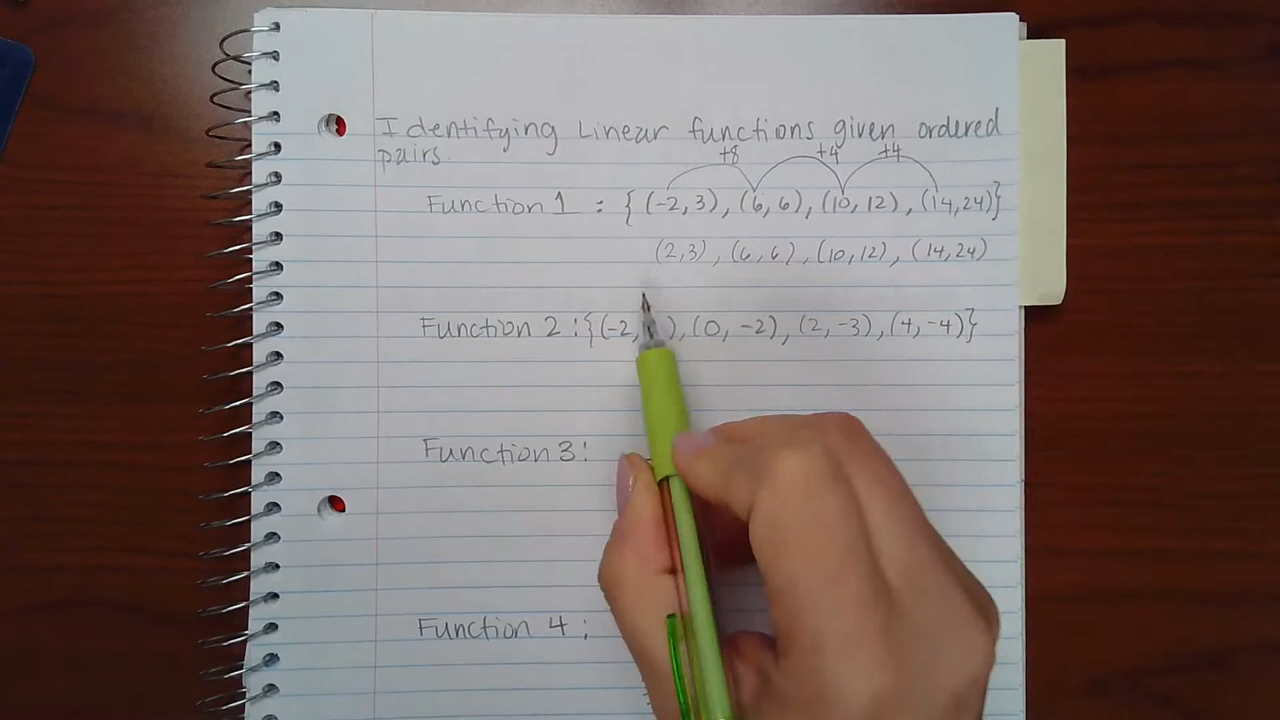 Identifying Linear functions given ordered
pairs.
+8 +4 +4
Function 1 : {(-2,3), (6,6), (10,12), (14,24)}
(2,3), (6,6), (10,12), (14,24)
Function 2 : {(-2, ), (0, -2), (2, -3), (4, -4)}
Function 3:
Function 4 :